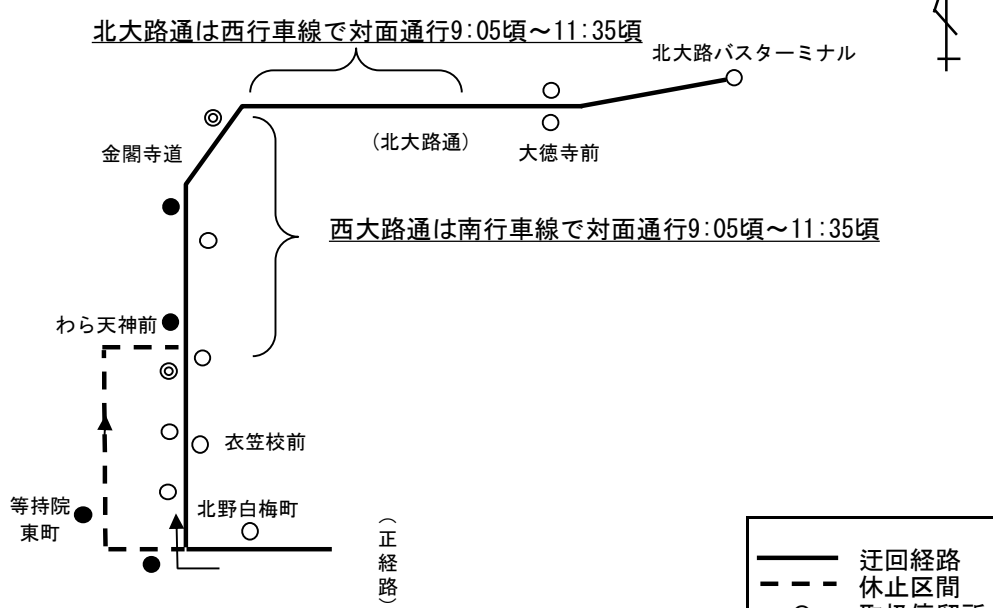 北大路通は西行車線で対面通行9:05頃～11:35頃
北大路バスターミナル
金閣寺道
(北大路通)
大徳寺前
西大路通は南行車線で対面通行9:05頃～11:35頃
わら天神前
衣笠校前
等持院
東町
北野白梅町
(正経路)
迂回経路
休止区間
取扱停留所